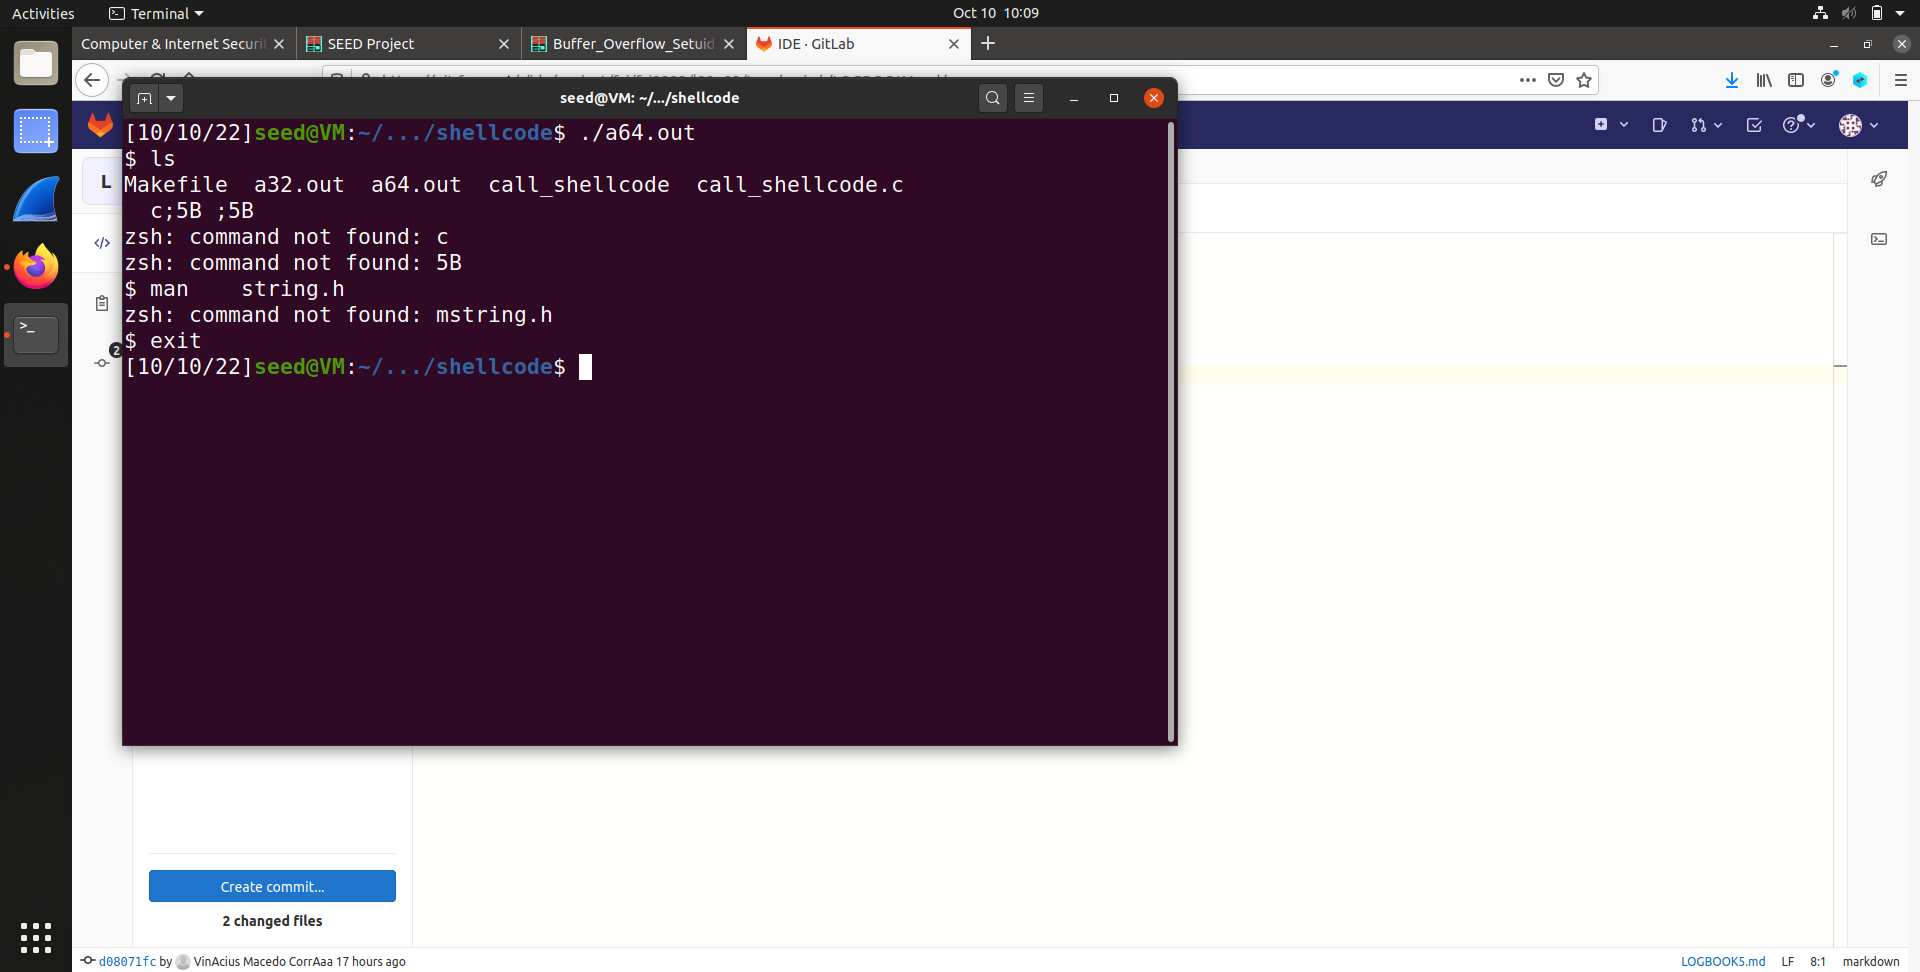 Activities
Terminal
Oct 10 10:09
Computer & Internet Securi
SEED Project
Buffer_Overflow_Setuid
IDE · GitLab
seed@VM: ~/.../shellcode
[10/10/22]seed@VM:~/.../shellcode$ ./a64.out
$ ls
Makefile  a32.out  a64.out  call_shellcode  call_shellcode.c
  c;5B ;5B
zsh: command not found: c
zsh: command not found: 5B
$ man    string.h
zsh: command not found: mstring.h
$ exit
[10/10/22]seed@VM:~/.../shellcode$
L
2
Create commit...
2 changed files
d08071fc by VinAcius Macedo CorrAaa 17 hours ago
LOGBOOK5.md LF 8:1 markdown